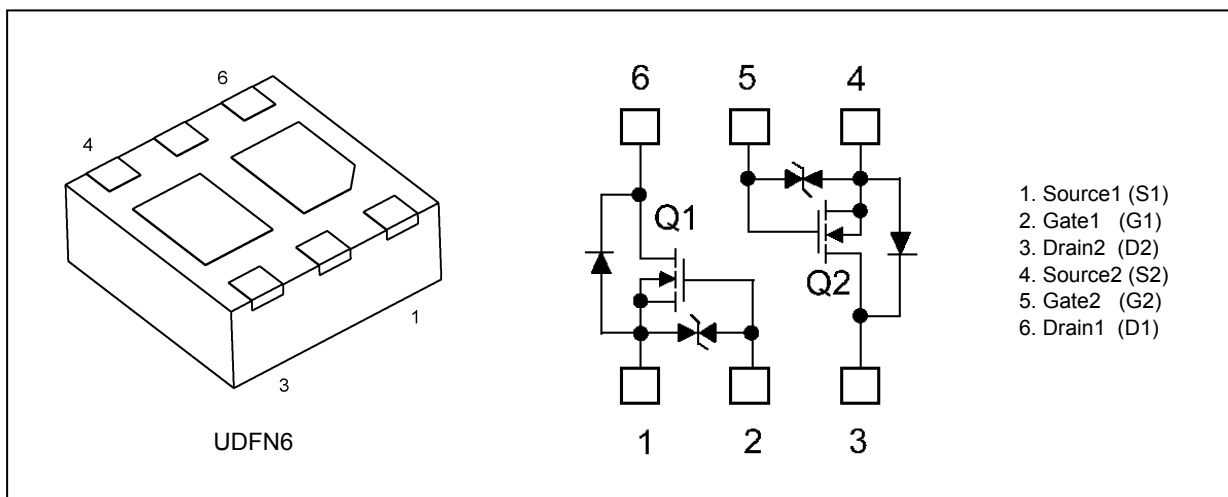 6
4
1
3
UDFN6
6 5 4
Q1
Q2
1 2 3
1. Source1 (S1)
2. Gate1 (G1)
3. Drain2 (D2)
4. Source2 (S2)
5. Gate2 (G2)
6. Drain1 (D1)